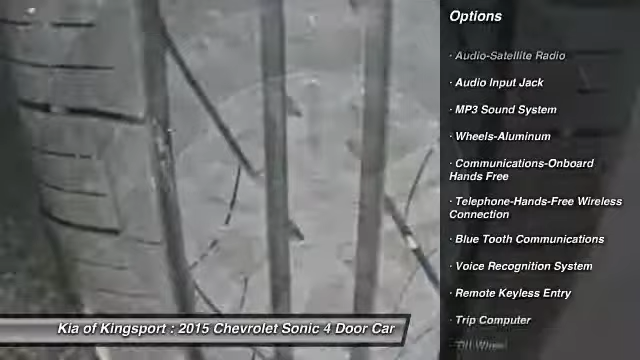 Options
· Audio-Satellite Radio
· Audio Input Jack
· MP3 Sound System
· Wheels-Aluminum
· Communications-Onboard
Hands Free
· Telephone-Hands-Free Wireless
Connection
· Blue Tooth Communications
· Voice Recognition System
· Remote Keyless Entry
· Trip Computer
· Tilt Wheel
Kia of Kingsport : 2015 Chevrolet Sonic 4 Door Car